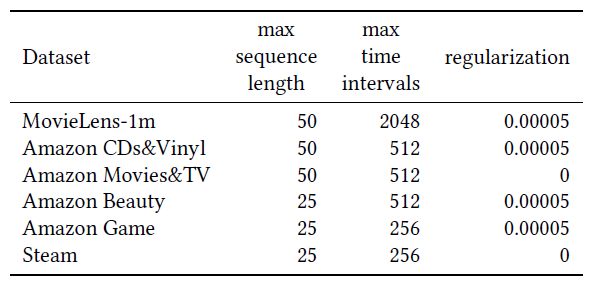 Dataset max sequence length max time intervals regularization
MovieLens-1m 50 2048 0.00005
Amazon CDs&Vinyl 50 512 0.00005
Amazon Movies&TV 50 512 0
Amazon Beauty 25 512 0.00005
Amazon Game 25 256 0.00005
Steam 25 256 0